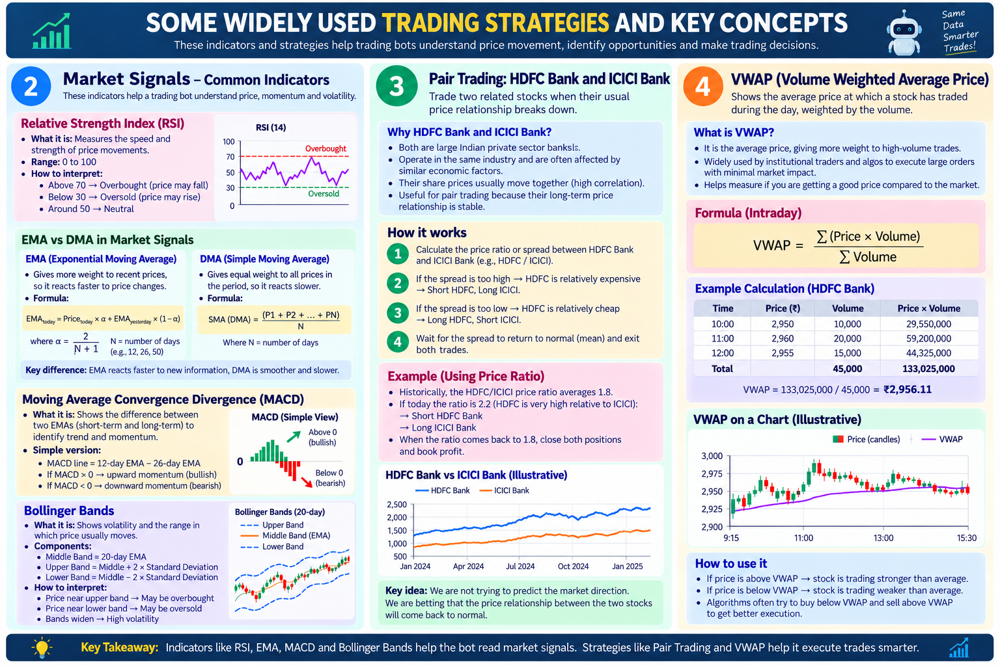 SOME WIDELY USED TRADING STRATEGIES AND KEY CONCEPTS
These indicators and strategies help trading bots understand price movement, identify opportunities and make trading decisions.
Same
Data
Smarter
Trades!
2
Market Signals – Common Indicators
These indicators help a trading bot understand price, momentum and volatility.
Relative Strength Index (RSI)
• What it is: Measures the speed and
strength of price movements.
• Range: 0 to 100
• How to interpret:
• Above 70 → Overbought (price may fall)
• Below 30 → Oversold (price may rise)
• Around 50 → Neutral
RSI (14)
100
70
50
30
0
Overbought
Oversold
EMA vs DMA in Market Signals
EMA (Exponential Moving Average)
• Gives more weight to recent prices,
so it reacts faster to price changes.
• Formula:
EMAtoday = Pricetoday × α + EMAyesterday × (1 – α)
where α = 2 / N + 1
N = number of days
(e.g., 12, 26, 50)
DMA (Simple Moving Average)
• Gives equal weight to all prices in
the period, so it reacts slower.
• Formula:
SMA (DMA) = (P1 + P2 + ... + PN) / N
Where N = number of days
Key difference: EMA reacts faster to new information, DMA is smoother and slower.
Moving Average Convergence Divergence (MACD)
• What it is: Shows the difference between
two EMAs (short-term and long-term) to
identify trend and momentum.
• Simple version:
• MACD line = 12-day EMA – 26-day EMA
• If MACD × 0 → upward momentum (bullish)
• If MACD < 0 → downward momentum (bearish)
MACD (Simple View)
Above 0
(bullish)
0
Below 0
(bearish)
Bollinger Bands
• What it is: Shows volatility and the range in
which price usually moves.
• Components:
• Middle Band = 20-day EMA
• Upper Band = Middle + 2 × Standard Deviation
• Lower Band = Middle – 2 × Standard Deviation
• How to interpret:
• Price near upper band → May be overbought
• Price near lower band → May be oversold
• Bands widen → High volatility
Bollinger Bands (20-day)
Upper Band
Middle Band (EMA)
Lower Band
3
Pair Trading: HDFC Bank and ICICI Bank
Trade two related stocks when their usual
price relationship breaks down.
Why HDFC Bank and ICICI Bank?
• Both are large Indian private sector
• Operate in the same industry and are often affected by
similar economic factors.
• Their share prices usually move together (high correlation).
• Useful for pair trading because their long-term price
relationship is stable.
How it works
1 Calculate the price ratio or spread between HDFC Bank
and ICICI Bank (e.g., HDFC / ICICI).
2 If the spread is too high → HDFC is relatively expensive
→ Short HDFC, Long ICICI.
3 If the spread is too low → HDFC is relatively cheap
→ Long HDFC, Short ICICI.
4 Wait for the spread to return to normal (mean) and exit
both trades.
Example (Using Price Ratio)
• Historically, the HDFC/ICICI price ratio averages 1.8.
• If today the ratio is 2.2 (HDFC is very high relative to ICICI):
→ Short HDFC Bank
→ Long ICICI Bank
• When the ratio comes back to 1.8, close both positions
and book profit.
HDFC Bank vs ICICI Bank (Illustrative)
HDFC Bank ICICI Bank
2,500
2,000
1,500
1,000
500
Jan 2024 Apr 2024 Jul 2024 Oct 2024 Jan 2025
Key idea: We are not trying to predict the market direction.
We are betting that the price relationship between the two stocks
will come back to normal.
4
VWAP (Volume Weighted Average Price)
Shows the average price at which a stock has traded
during the day, weighted by the volume.
What is VWAP?
• It is the average price, giving more weight to high-volume trades.
• Widely used by institutional traders and algos to execute large orders
with minimal market impact.
• Helps measure if you are getting a good price compared to the market.
Formula (Intraday)
VWAP = ∑ (Price × Volume) / ∑ Volume
Example Calculation (HDFC Bank)
Time Price (₹) Volume Price × Volume
10:00 2,950 10,000 29,550,000
11:00 2,960 20,000 59,200,000
12:00 2,955 15,000 44,325,000
Total 45,000 133,025,000
VWAP = 133,025,000 / 45,000 = ₹2,956.11
VWAP on a Chart (Illustrative)
Price (candles) VWAP
3,000
2,975
2,950
2,925
2,900
9:15 11:00 13:00 15:30
How to use it
• If price is above VWAP → stock is trading stronger than average.
• If price is below VWAP → stock is trading weaker than average.
• Algorithms often try to buy below VWAP and sell above VWAP
to get better execution.
Key Takeaway: Indicators like RSI, EMA, MACD and Bollinger Bands help the bot read market signals. Strategies like Pair Trading and VWAP help it execute trades smarter.